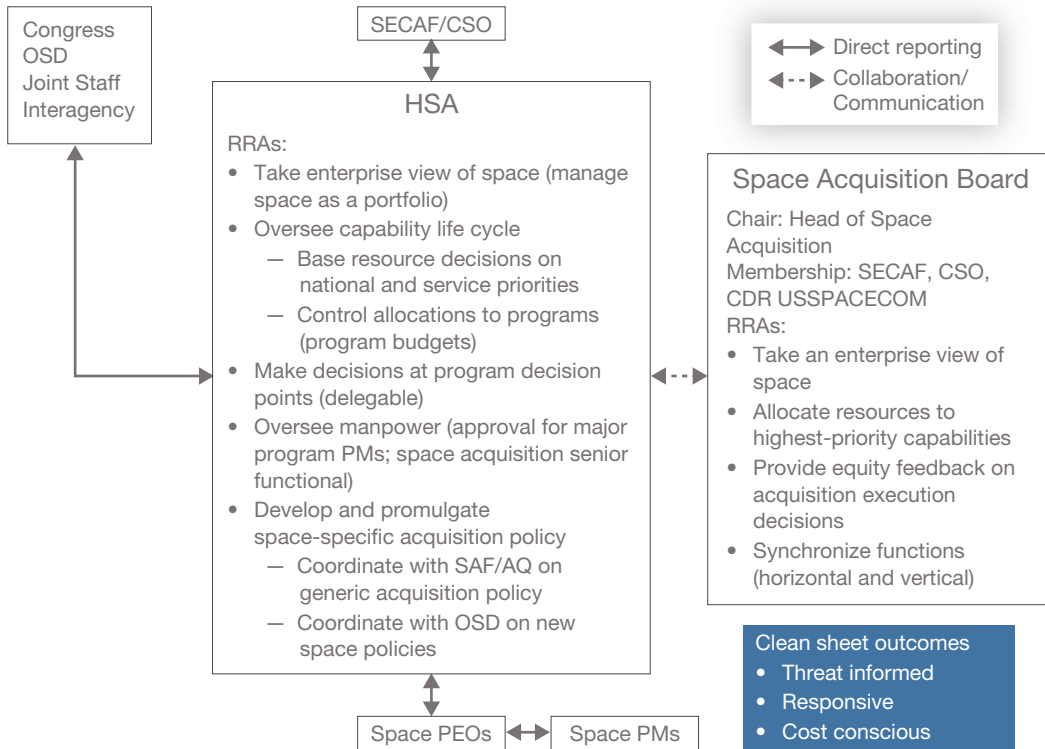 Congress
OSD
Joint Staff
Interagency
SECAF/CSO
Direct reporting
Collaboration/
Communication
HSA
RRAs:
• Take enterprise view of space (manage
space as a portfolio)
• Oversee capability life cycle
— Base resource decisions on
national and service priorities
— Control allocations to programs
(program budgets)
• Make decisions at program decision
points (delegable)
• Oversee manpower (approval for major
program PMs; space acquisition senior
functional)
• Develop and promulgate
space-specific acquisition policy
— Coordinate with SAF/AQ on
generic acquisition policy
— Coordinate with OSD on new
space policies
Space Acquisition Board
Chair: Head of Space
Acquisition
Membership: SECAF, CSO,
CDR USSPACECOM
RRAs:
• Take an enterprise view of
space
• Allocate resources to
highest-priority capabilities
• Provide equity feedback on
acquisition execution
decisions
• Synchronize functions
(horizontal and vertical)
Clean sheet outcomes
• Threat informed
• Responsive
• Cost conscious
Space PEOs
Space PMs